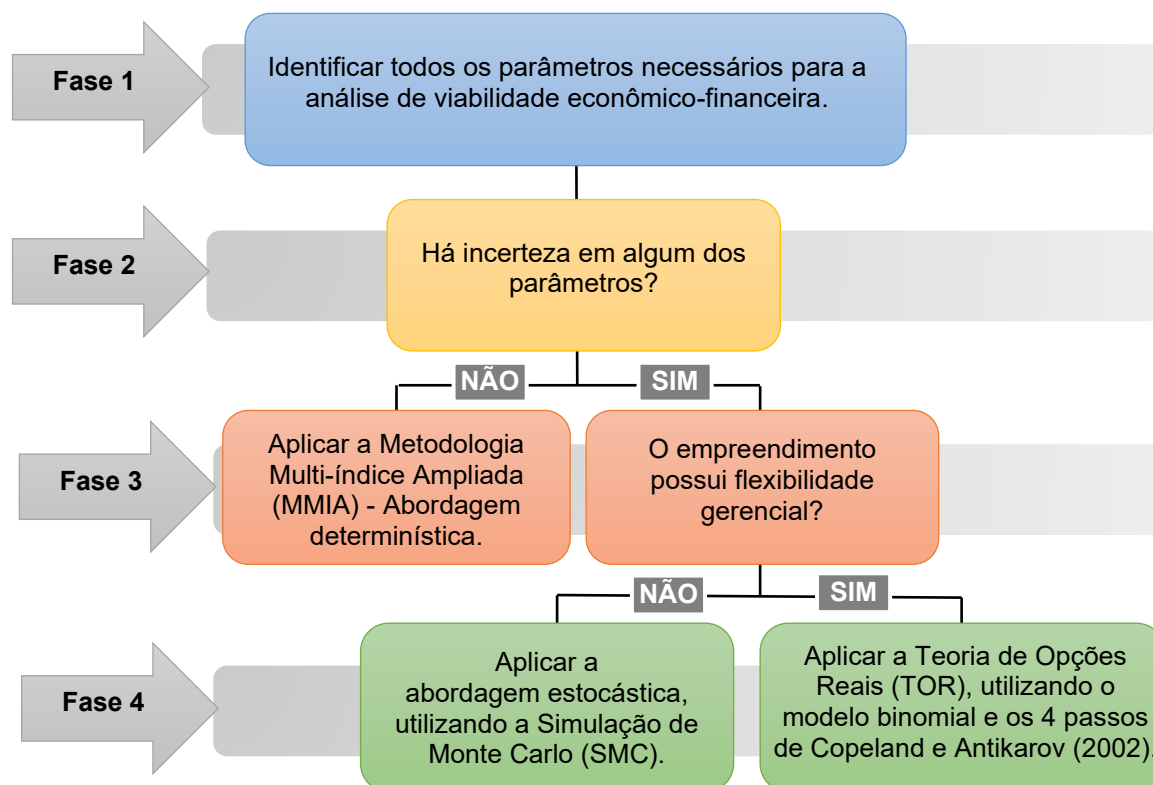 Fase 1
Identificar todos os parâmetros necessários para a
análise de viabilidade econômico-financeira.
Fase 2
Há incerteza em algum dos
parâmetros?
NÃO
SIM
Fase 3
Aplicar a Metodologia
Multi-índice Ampliada
(MMIA) - Abordagem
determinística.
O empreendimento
possui flexibilidade
gerencial?
NÃO
SIM
Fase 4
Aplicar a
abordagem estocástica,
utilizando a Simulação de
Monte Carlo (SMC).
Aplicar a Teoria de Opções
Reais (TOR), utilizando o
modelo binomial e os 4 passos
de Copeland e Antikarov (2002).